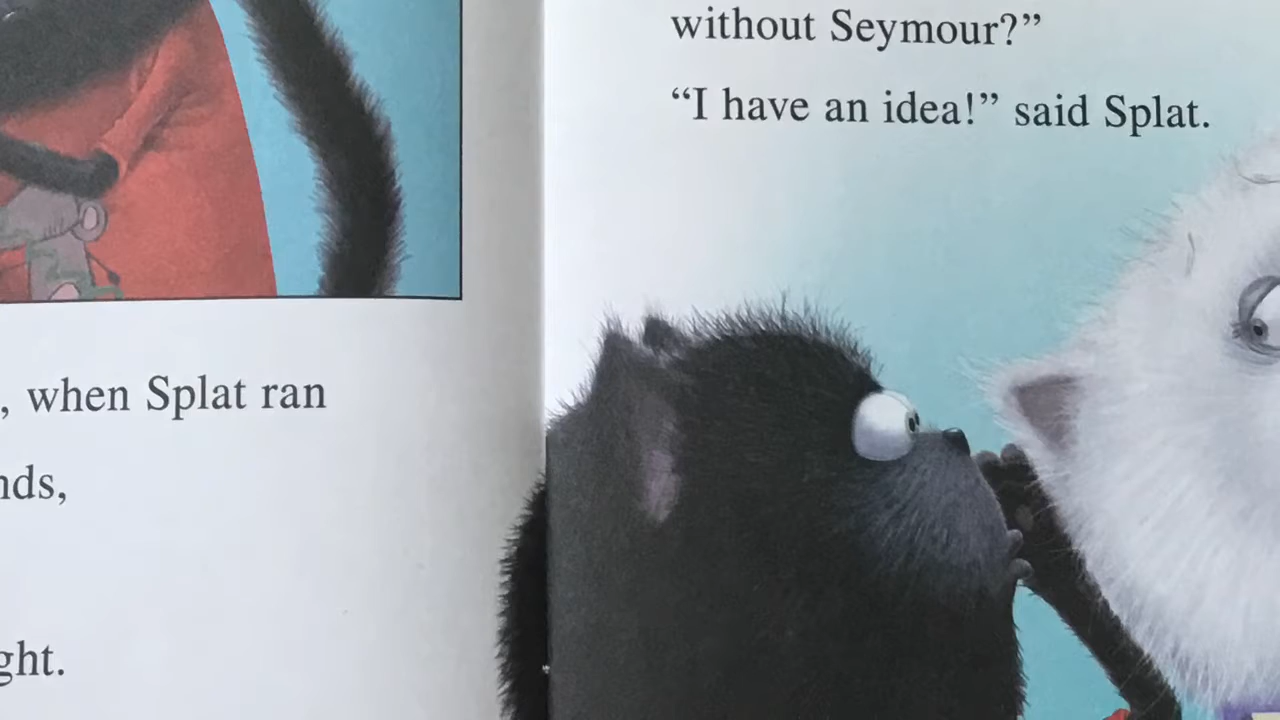 , when Splat ran
nds,
ght.
without Seymour?”
“I have an idea!” said Splat.